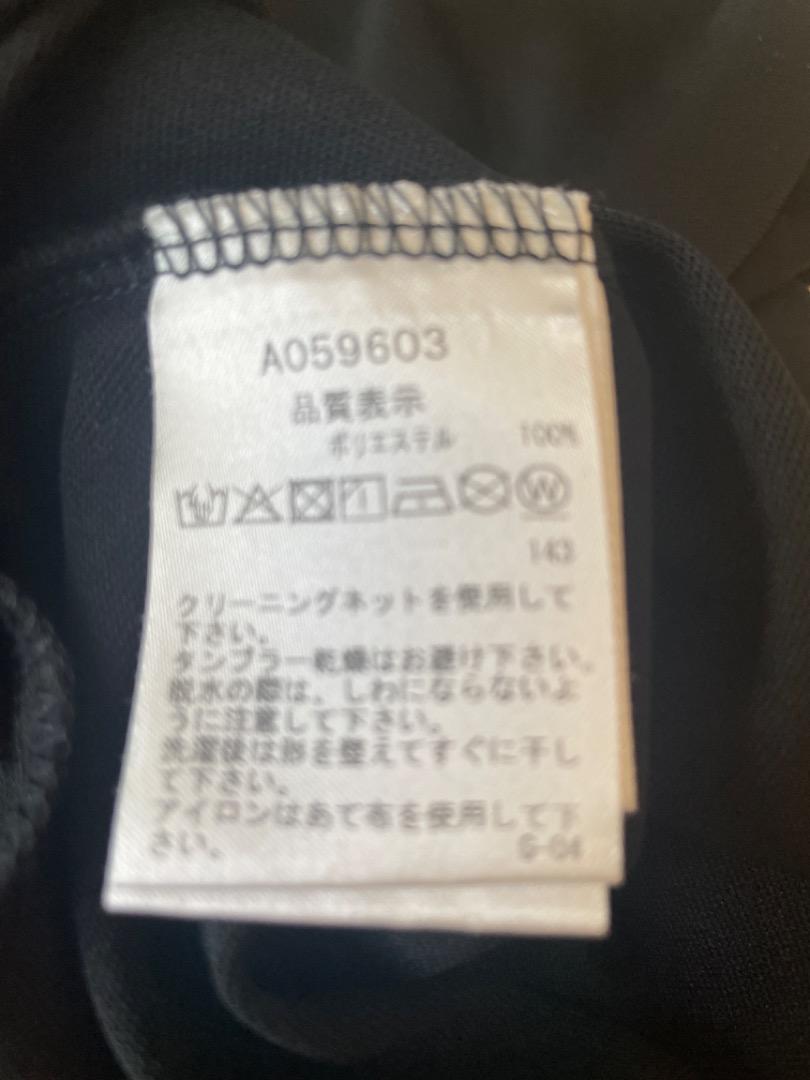 A059603
品質表示
ポリエステル 100%
W
143
クリーニングネットを使用して
下さい。
タンブラー乾燥はお避け下さい。
脱水の際は、しわにならないよ
うに注意して下さい。
洗濯後は形を整えてすぐに干し
て下さい。
アイロンはあて布を使用して下
さい。 G-04